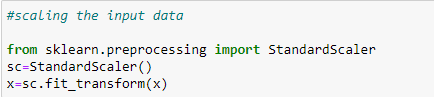 #scaling the input data
from sklearn.preprocessing import StandardScaler
sc=StandardScaler()
x=sc.fit_transform(x)